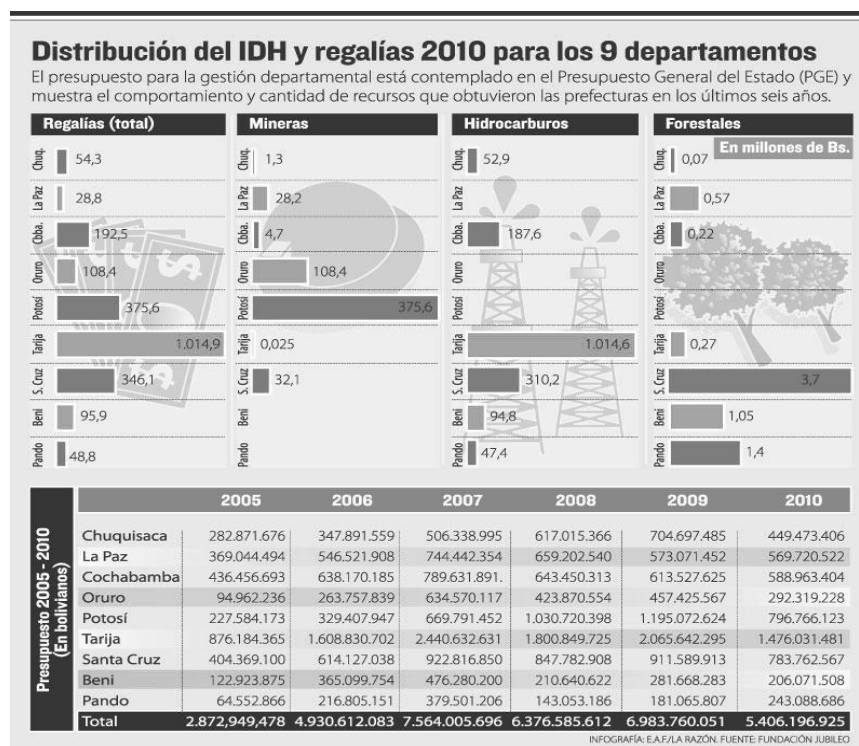 Distribución del IDH y regalías 2010 para los 9 departamentos
El presupuesto para la gestión departamental está contemplado en el Presupuesto General del Estado (PGE) y
muestra el comportamiento y cantidad de recursos que obtuvieron las prefecturas en los últimos seis años.
Regalías (total)
Chuq. 54,3
La Paz 28,8
Cbba. 192,5
Oruro 108,4
Potosí 375,6
Tarija 1.014,9
S. Cruz 346,1
Beni 95,9
Pando 48,8
Mineras
Chuq. 1,3
La Paz 28,2
Cbba. 4,7
Oruro 108,4
Potosí 375,6
Tarija 0,025
S. Cruz 32,1
Beni
Pando
Hidrocarburos
Chuq. 52,9
La Paz
Cbba. 187,6
Oruro
Potosí
Tarija 1.014,6
S. Cruz 310,2
Beni 94,8
Pando 47,4
Forestales
En millones de Bs.
Chuq. 0,07
La Paz 0,57
Cbba. 0,22
Oruro
Potosí
Tarija 0,27
S. Cruz 3,7
Beni 1,05
Pando 1,4
Presupuesto 2005 - 2010
(En bolivianos)
2005 2006 2007 2008 2009 2010
Chuquisaca 282.871.676 347.891.559 506.338.995 617.015.366 704.697.485 449.473.406
La Paz 369.044.494 546.521.908 744.442.354 659.202.540 573.071.452 569.720.522
Cochabamba 436.456.693 638.170.185 789.631.891. 643.450.313 613.527.625 588.963.404
Oruro 94.962.236 263.757.839 634.570.117 423.870.554 457.425.567 292.319.228
Potosí 227.584.173 329.407.947 669.791.452 1.030.720.398 1.195.072.624 796.766.123
Tarija 876.184.365 1.608.830.702 2.440.632.631 1.800.849.725 2.065.642.295 1.476.031.481
Santa Cruz 404.369.100 614.127.038 922.816.850 847.782.908 911.589.913 783.762.567
Beni 122.923.875 365.099.754 476.280.200 210.640.622 281.668.283 206.071.508
Pando 64.552.866 216.805.151 379.501.206 143.053.186 181.065.807 243.088.686
Total 2.872,949,478 4.930.612.083 7.564.005.696 6.376.585.612 6.983.760.051 5.406.196.925
INFOGRAFÍA: E.A.F./LA RAZÓN. FUENTE: FUNDACIÓN JUBILEO